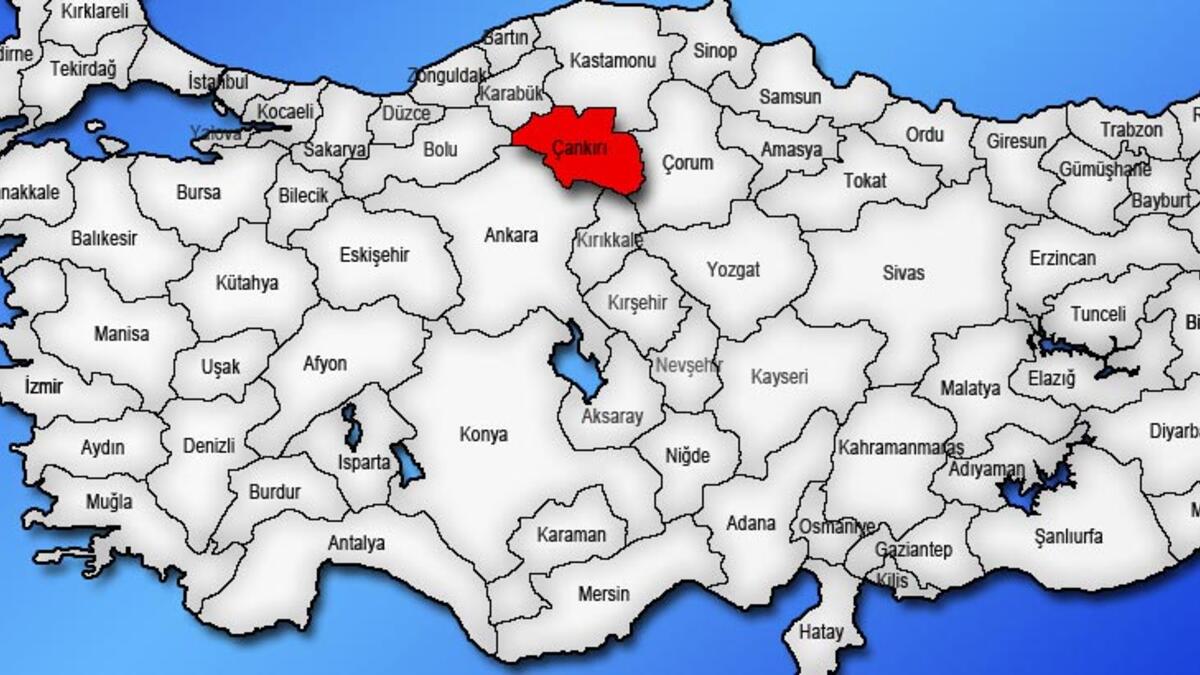 Kırklareli
Bartın
Kastamonu
Sinop
dirne
Tekirdağ
İstanbul
Zonguldak
Karabük
Samsun
Kocaeli
Düzce
Yalova
Sakarya
Bolu
Çankırı
Çorum
Amasya
Ordu
Giresun
Trabzon
R
Gümüşhane
Bayburt
nakkale
Bursa
Bilecik
Tokat
Balıkesir
Eskişehir
Ankara
Kırıkkale
Kütahya
Yozgat
Sivas
Erzincan
Manisa
Kırşehir
Tunceli
Bi
Uşak
Afyon
Nevşehir
Kayseri
Malatya
Elazığ
İzmir
Aksaray
Konya
Aydın
Denizli
Isparta
Niğde
Kahramanmaraş
Adıyaman
Diyarba
Muğla
Burdur
Antalya
Karaman
Adana
Osmaniye
Gaziantep
Şanlıurfa
M
Mersin
Kilis
Hatay